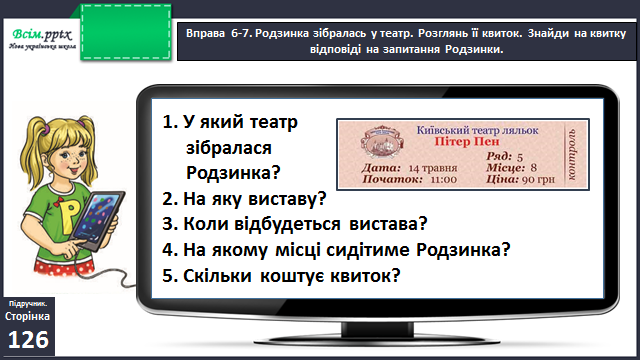 Всім.pptx
Нова українська школа
Вправа 6-7. Родзинка зібралась у театр. Розглянь її квиток. Знайди на квитку
відповіді на запитання Родзинки.
1. У який театр
зібралася
Родзинка?
2. На яку виставу?
3. Коли відбудеться вистава?
4. На якому місці сидітиме Родзинка?
5. Скільки коштує квиток?
Київський театр ляльок
Пітер Пен
Ряд: 5
Дата: 14 травня Місце: 8
Початок: 11:00 Ціна: 90 грн
контроль
Р
Підручник.
Сторінка
126